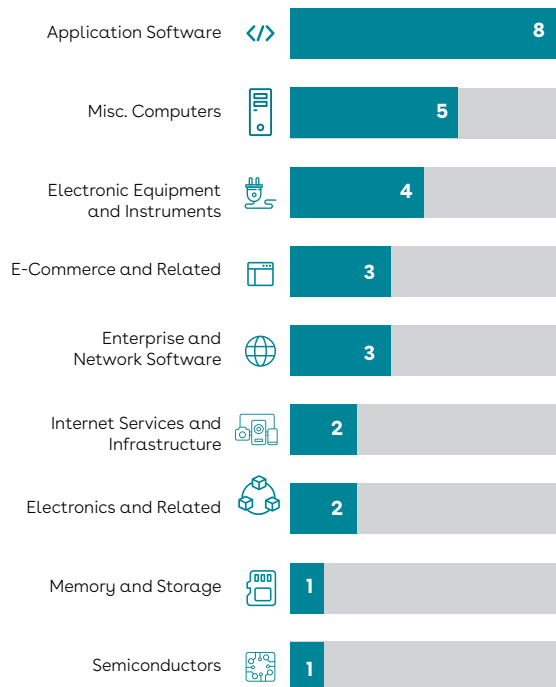 Application Software
8
Misc. Computers
5
Electronic Equipment
and Instruments
4
E-Commerce and Related
3
Enterprise and
Network Software
3
Internet Services and
Infrastructure
2
Electronics and Related
2
Memory and Storage
1
Semiconductors
1